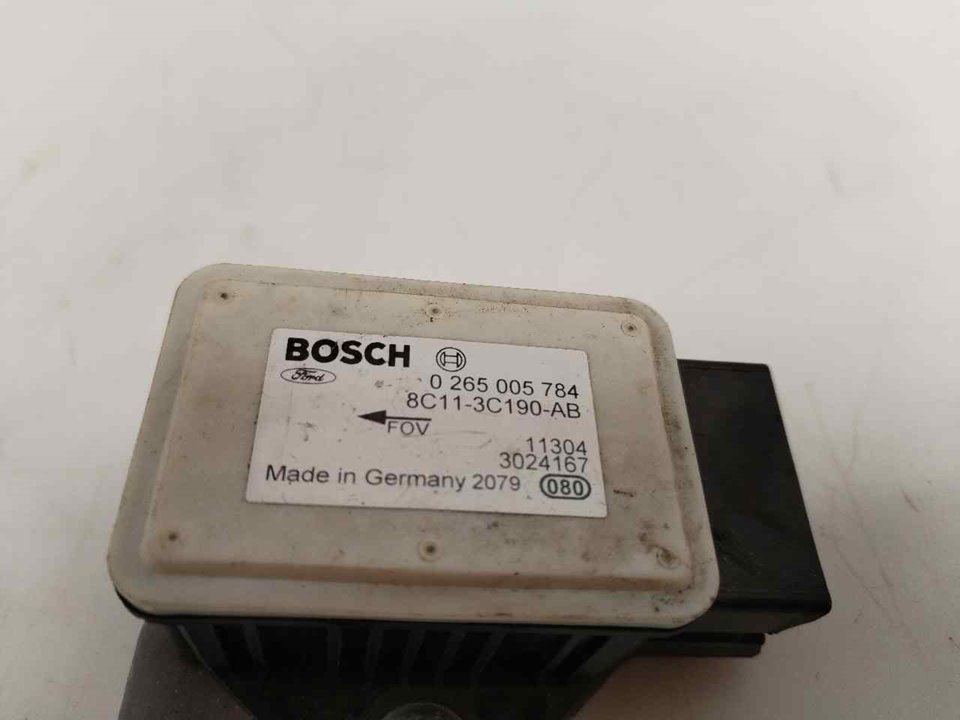 BOSCH
Ford
0 265 005 784
8C11-3C190-AB
FOV
11304
3024167
Made in Germany 2079 080